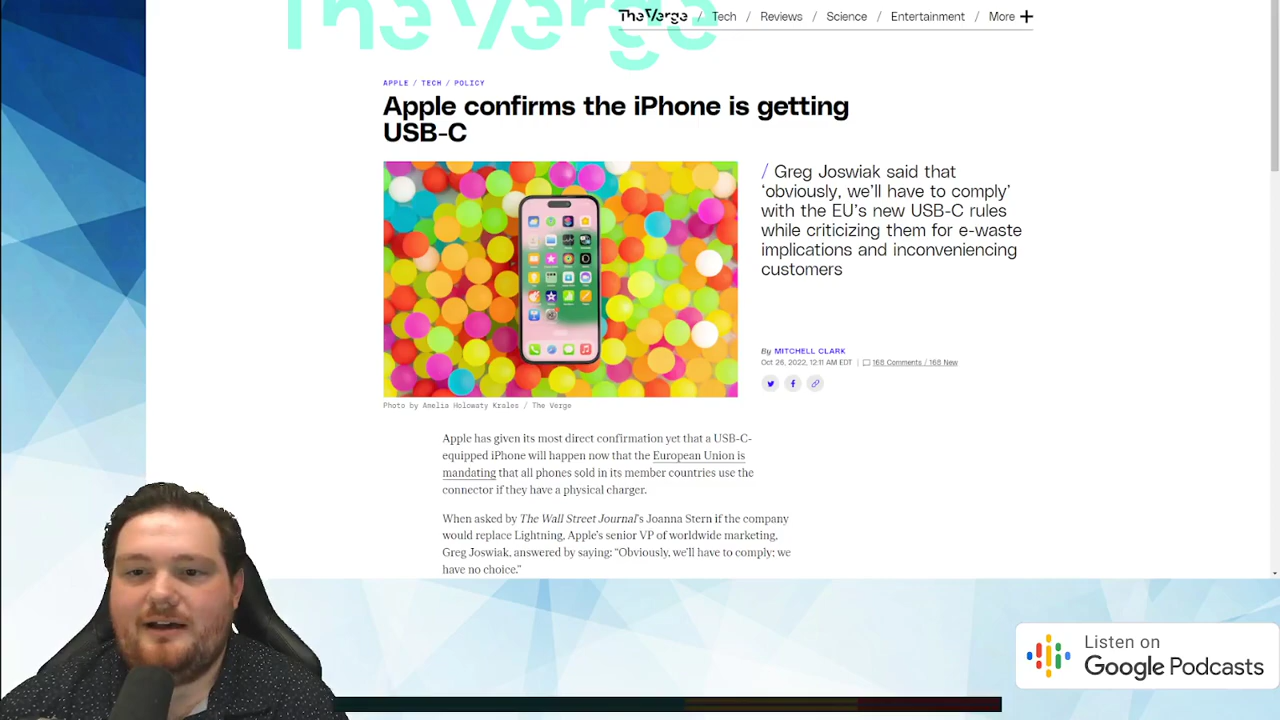 The Verge
The Verge / Tech / Reviews / Science / Entertainment / More +
APPLE / TECH / POLICY
Apple confirms the iPhone is getting
USB-C
/ Greg Joswiak said that
‘obviously, we’ll have to comply’
with the EU’s new USB-C rules
while criticizing them for e-waste
implications and inconveniencing
customers
By MITCHELL CLARK
Oct 26, 2022, 12:11 AM EDT | 168 Comments / 168 New
Photo by Amelia Holowaty Krales / The Verge
Apple has given its most direct confirmation yet that a USB-C-
equipped iPhone will happen now that the European Union is
mandating that all phones sold in its member countries use the
connector if they have a physical charger.
When asked by The Wall Street Journal’s Joanna Stern if the company
would replace Lightning, Apple’s senior VP of worldwide marketing,
Greg Joswiak, answered by saying: “Obviously, we’ll have to comply; we
have no choice.”
Listen on
Google Podcasts